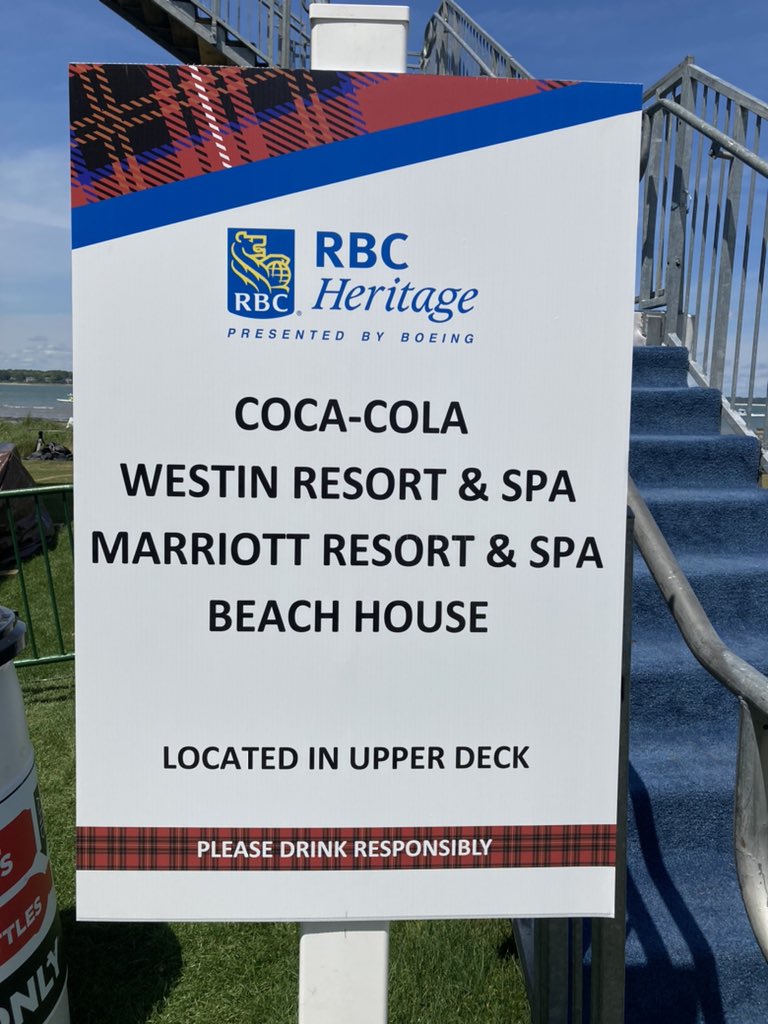 RBC
RBC
Heritage
PRESENTED BY BOEING
COCA-COLA
WESTIN RESORT & SPA
MARRIOTT RESORT & SPA
BEACH HOUSE
LOCATED IN UPPER DECK
PLEASE DRINK RESPONSIBLY
ONLY